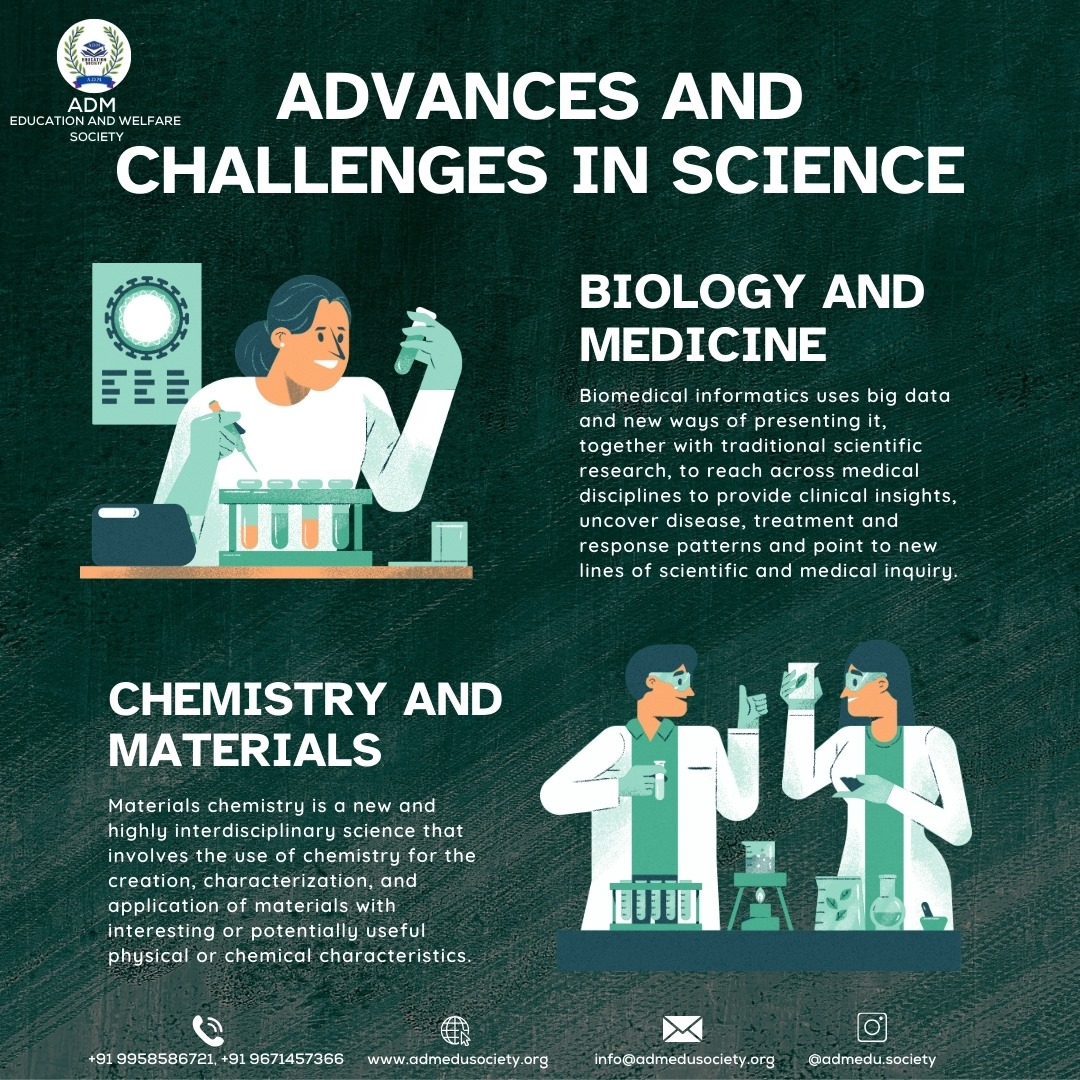 ADM
EDUCATION AND WELFARE
SOCIETY
ADVANCES AND
CHALLENGES IN SCIENCE
BIOLOGY AND
MEDICINE
Biomedical informatics uses big data
and new ways of presenting it,
together with traditional scientific
research, to reach across medical
disciplines to provide clinical insights,
uncover disease, treatment and
response patterns and point to new
lines of scientific and medical inquiry.
CHEMISTRY AND
MATERIALS
Materials chemistry is a new and
highly interdisciplinary science that
involves the use of chemistry for the
creation, characterization, and
application of materials with
interesting or potentially useful
physical or chemical characteristics.
+91 9958586721, +91 9671457366
www.admedusociety.org
info@admedusociety.org
@admedu.society